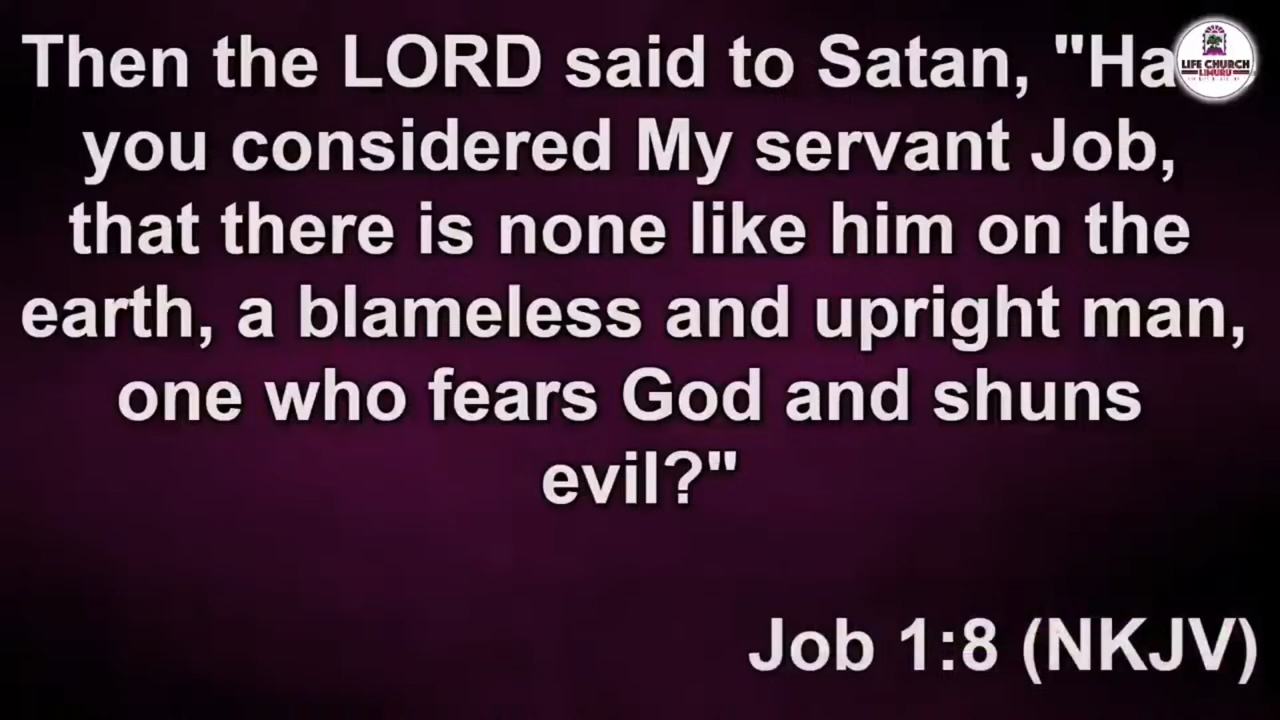 Then the LORD said to Satan, "Ha
LIFE CHURCH
LIMURU
you considered My servant Job,
that there is none like him on the
earth, a blameless and upright man,
one who fears God and shuns
evil?"
Job 1:8 (NKJV)